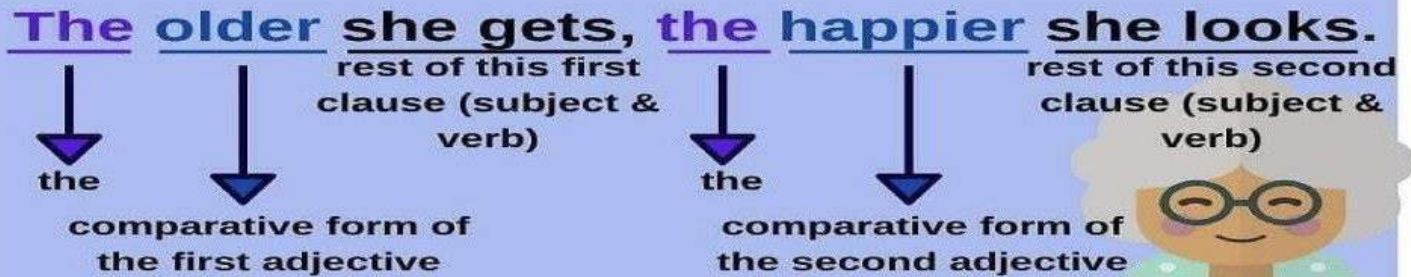 The older she gets, the happier she looks.
rest of this first
clause (subject &
verb)
rest of this second
clause (subject &
verb)
the
the
comparative form of
the first adjective
comparative form of
the second adjective